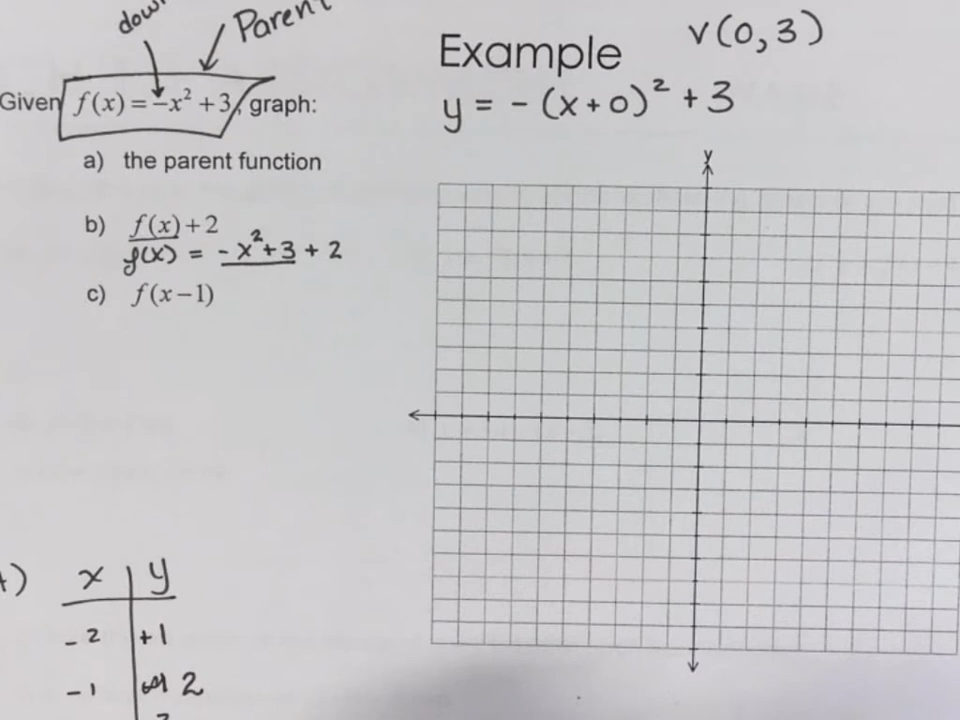 down
Parent
Example
v(0,3)
Given f(x) = -x² + 3, graph:
y = - (x+0)² + 3
a) the parent function
y
b) f(x) + 2
f(x) = -x²+3 + 2
c) f(x-1)
x | y
-2 | +1
-1 | 2